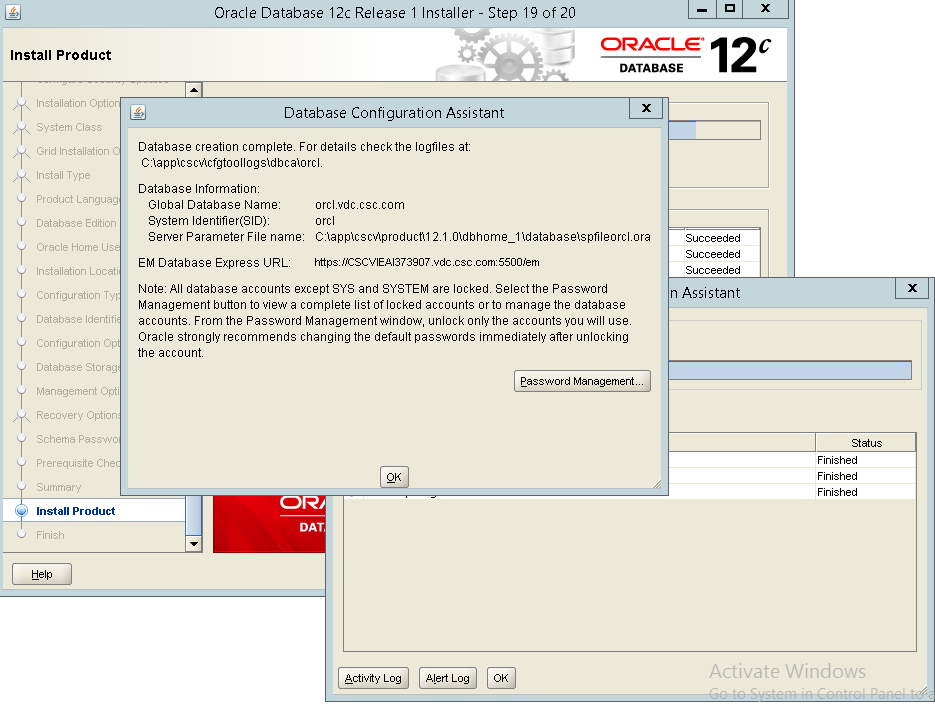 Oracle Database 12c Release 1 Installer - Step 19 of 20
Install Product
ORACLE®
DATABASE
12c
Installation Option
System Class
Grid Installation O
Install Type
Product Languag
Database Edition
Oracle Home Use
Installation Locati
Configuration Typ
Database Identifie
Configuration Opt
Database Storage
Management Opti
Recovery Options
Schema Passwor
Prerequisite Chec
Summary
Install Product
Finish
Help
Database Configuration Assistant
Database creation complete. For details check the logfiles at:
C:\app\cscv\cfgtoollogs\dbca\orcl.
Database Information:
Global Database Name: orcl.vdc.csc.com
System Identifier(SID): orcl
Server Parameter File name: C:\app\cscv\product\12.1.0\dbhome_1\database\spfileorcl.ora
EM Database Express URL: https://CSCVIEAI373907.vdc.csc.com:5500/em
Note: All database accounts except SYS and SYSTEM are locked. Select the Password
Management button to view a complete list of locked accounts or to manage the database
accounts. From the Password Management window, unlock only the accounts you will use.
Oracle strongly recommends changing the default passwords immediately after unlocking
the account.
Password Management...
OK
Succeeded
Succeeded
Succeeded
n Assistant
Status
Finished
Finished
Finished
ORA
DAT
Activity Log
Alert Log
OK
Activate Windows
Go to System in Control Panel to a